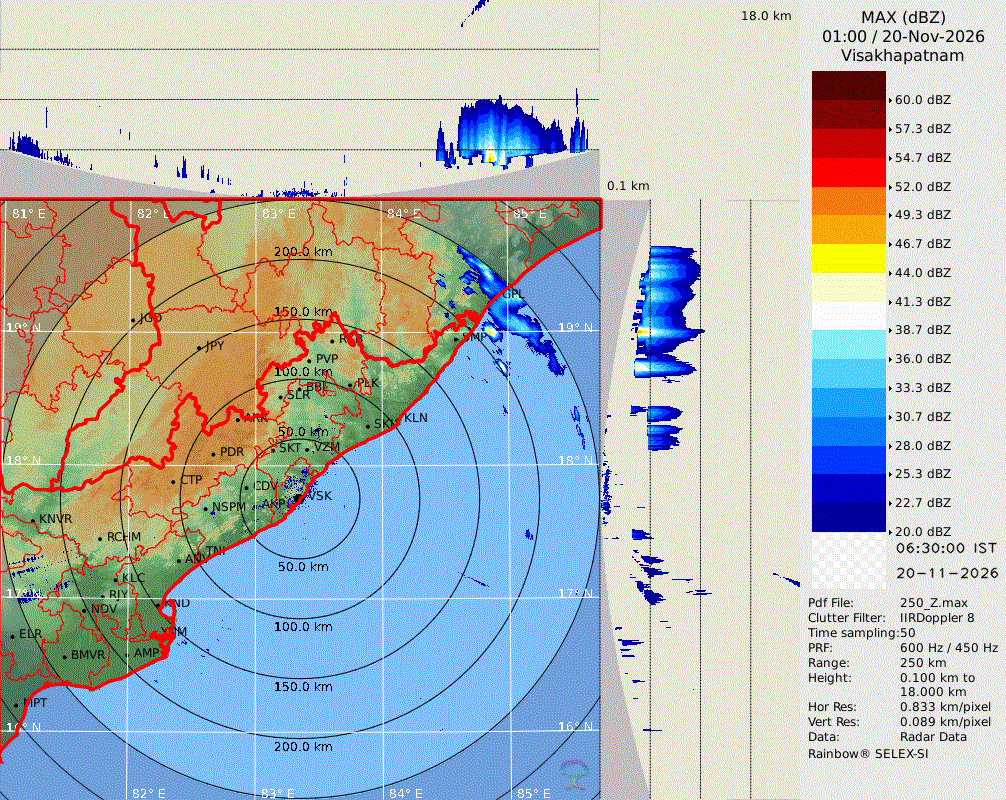 18.0 km
0.1 km
MAX (dBZ)
01:00 / 20-Nov-2026
Visakhapatnam
60.0 dBZ
57.3 dBZ
54.7 dBZ
52.0 dBZ
49.3 dBZ
46.7 dBZ
44.0 dBZ
41.3 dBZ
38.7 dBZ
36.0 dBZ
33.3 dBZ
30.7 dBZ
28.0 dBZ
25.3 dBZ
22.7 dBZ
20.0 dBZ
06:30:00 IST
20-11-2026
Pdf File: 250_Z.max
Clutter Filter: IIRDoppler 8
Time sampling:50
PRF: 600 Hz / 450 Hz
Range: 250 km
Height: 0.100 km to
18.000 km
Hor Res: 0.833 km/pixel
Vert Res: 0.089 km/pixel
Data: Radar Data
Rainbow® SELEX-SI
81° E 82° E 83° E 84° E 85° E
200.0 km
GPL
150.0 km
JGD
19° N 19° N
JPY
PVP
100.0 km
PLK
SLR
KLN
50.0 km
SKT VZM
PDR
18° N 18° N
CTP
CDV
VSK
NSPM AKP
KNVR
RCHM
TNI
50.0 km
KLC
RJY
17° N 17° N
NDV KND
100.0 km
ELR
BMVR AMP
150.0 km
MPT
16° N 16° N
200.0 km
82° E 83° E 84° E 85° E